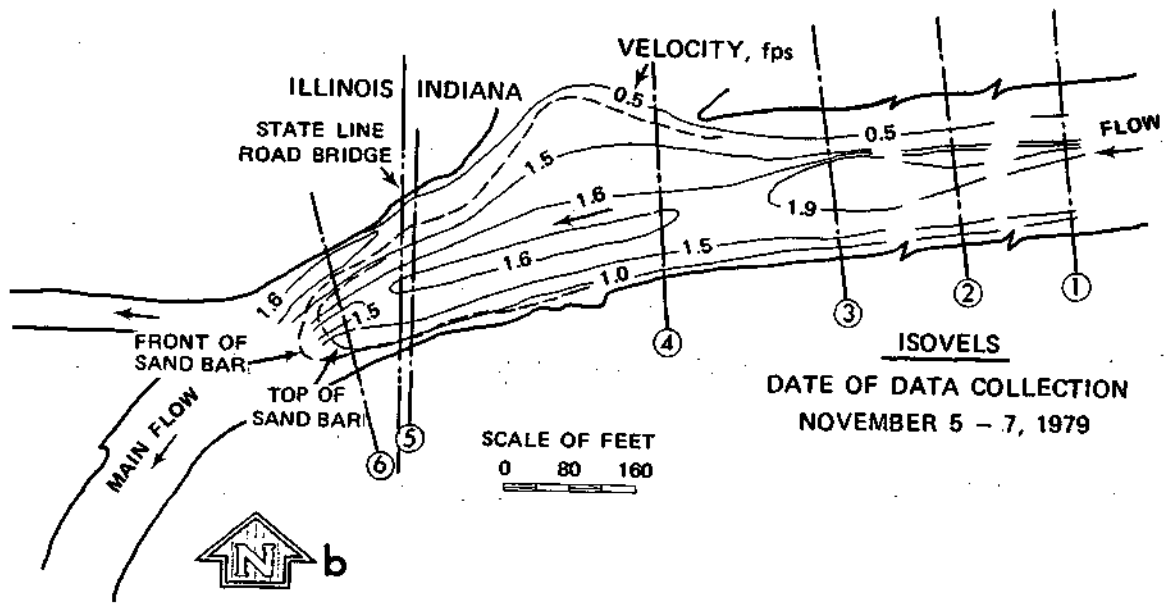 VELOCITY, fps
ILLINOIS INDIANA
STATE LINE
ROAD BRIDGE
0.5
0.5
FLOW
1.5
1.6
1.9
1.6
1.5
1.0
1.6
1.5
1
2
3
4
5
6
FRONT OF
SAND BAR
TOP OF
SAND BAR
MAIN FLOW
ISOVELS
DATE OF DATA COLLECTION
NOVEMBER 5 – 7, 1979
SCALE OF FEET
0 80 160
N
b